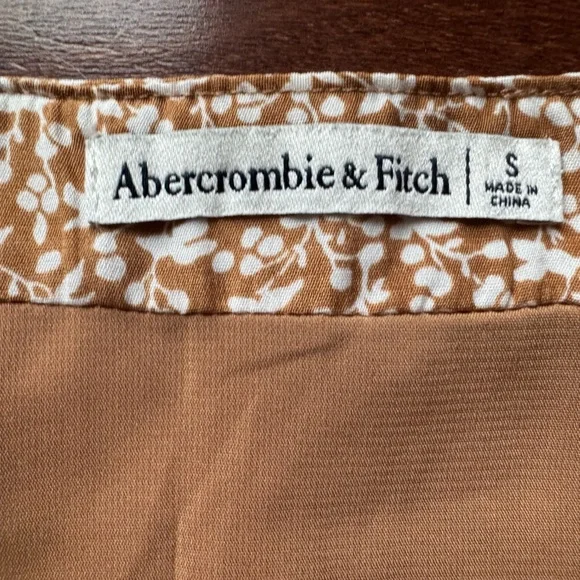 Abercrombie & Fitch
S
MADE IN
CHINA